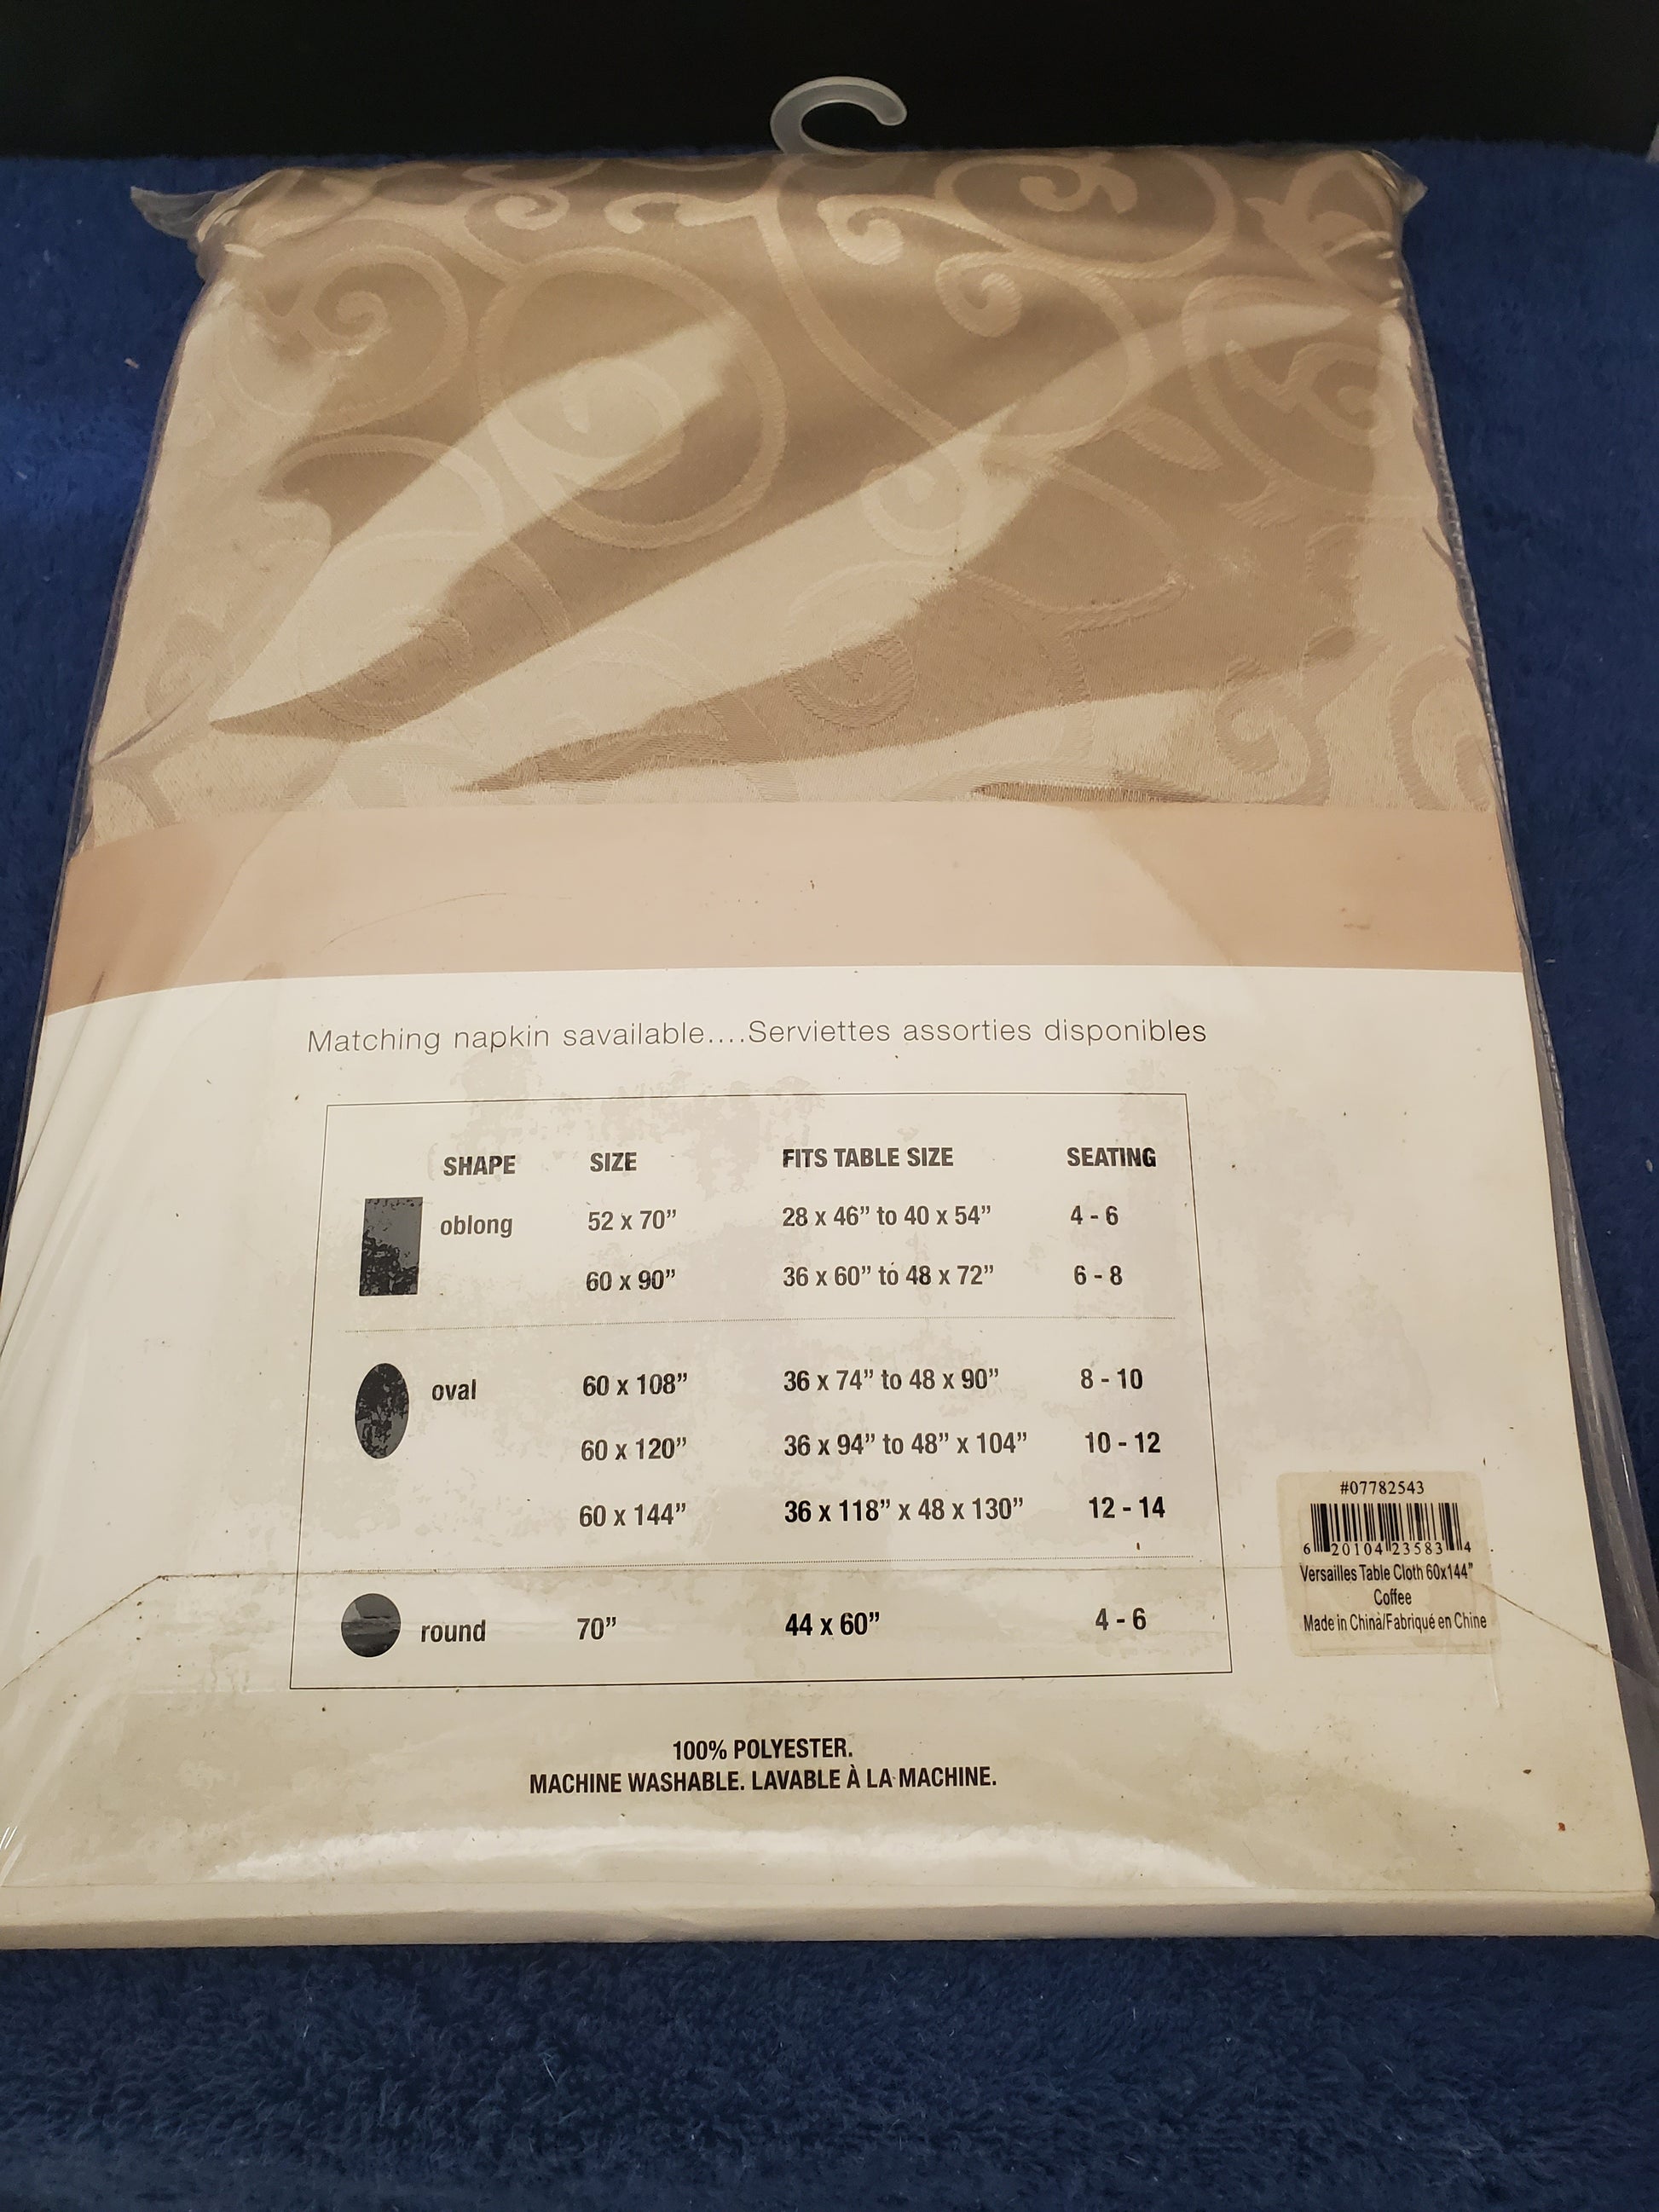 Matching napkin savailable....Serviettes assorties disponibles
SHAPE SIZE FITS TABLE SIZE SEATING
oblong 52 x 70” 28 x 46” to 40 x 54” 4 - 6
60 x 90” 36 x 60” to 48 x 72” 6 - 8
oval 60 x 108” 36 x 74” to 48 x 90” 8 - 10
60 x 120” 36 x 94” to 48” x 104” 10 - 12
60 x 144” 36 x 118” x 48 x 130” 12 - 14
round 70” 44 x 60” 4 - 6
#07782543
6 20104 23583 4
Versailles Table Cloth 60x144”
Coffee
Made in China/Fabriqué en Chine
100% POLYESTER.
MACHINE WASHABLE. LAVABLE À LA MACHINE.